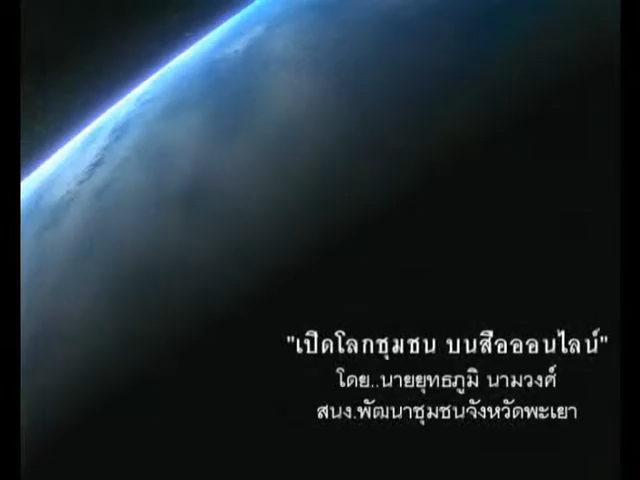 "เปิดโลกชุมชน บนสือออนไลน์"
โดย..นายยุทธภูมิ นามวงศ์
สนง.พัฒนาชุมชนจังหวัดพะเยา